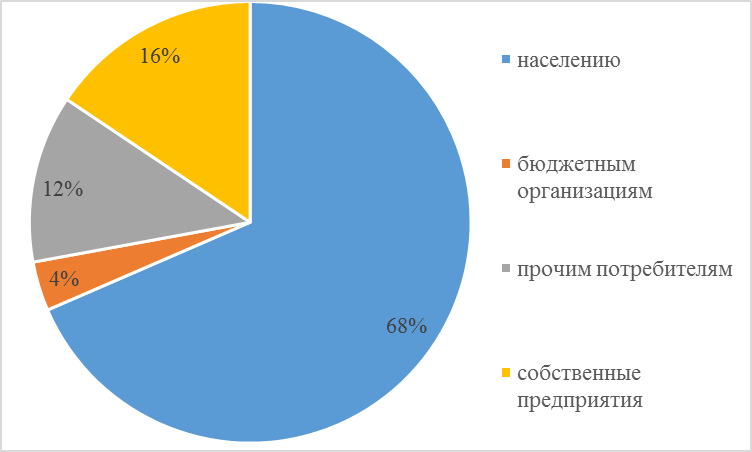 16%
12%
4%
68%
населению
бюджетным
организациям
прочим потребителям
собственные
предприятия